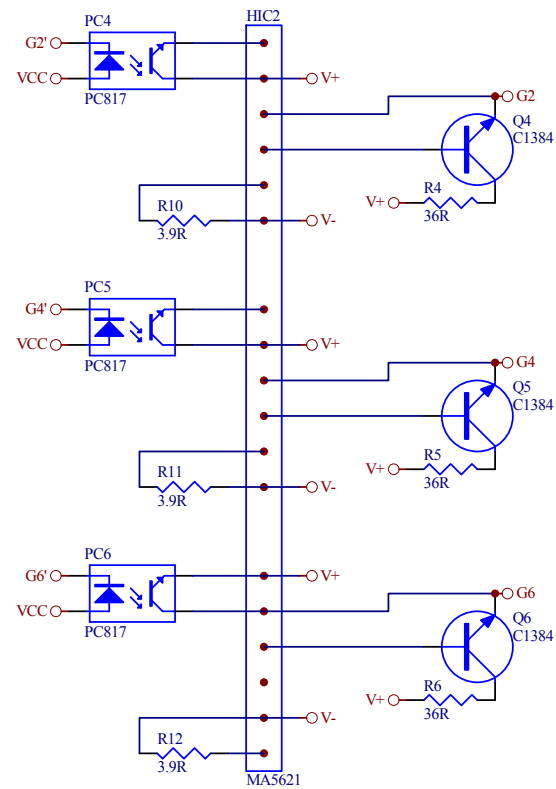 HIC2
PC4
G2'
VCC
PC817
V+
G2
Q4
C1384
R4
V+
36R
R10
3.9R
V-
PC5
G4'
VCC
PC817
V+
G4
Q5
C1384
R5
V+
36R
R11
3.9R
V-
PC6
G6'
VCC
PC817
V+
G6
Q6
C1384
R6
V+
36R
R12
3.9R
V-
MA5621